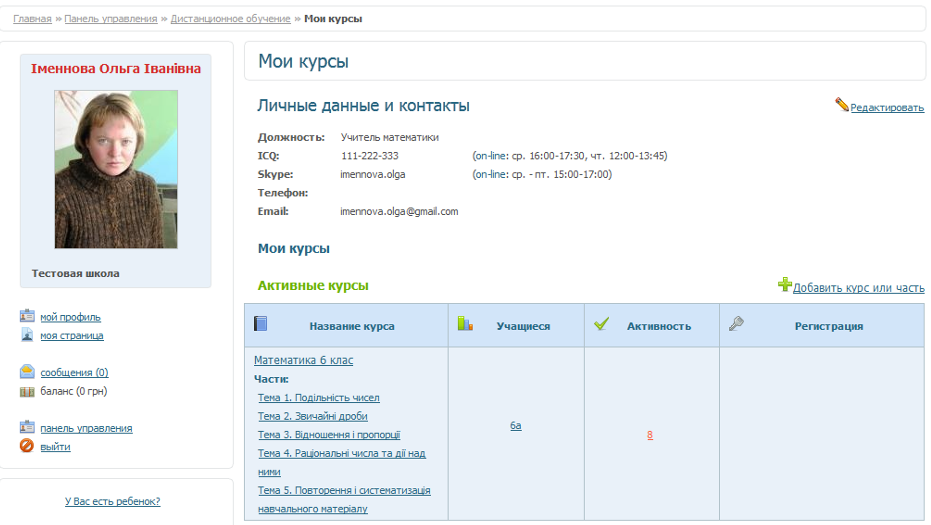 Главная » Панель управления » Дистанционное обучение » Мои курсы
Іменнова Ольга Іванівна
Тестовая школа
мой профиль
моя страница
сообщения (0)
баланс (0 грн)
панель управления
выйти
У Вас есть ребенок?
Мои курсы
Личные данные и контакты
Редактировать
Должность: Учитель математики
ICQ: 111-222-333 (on-line: ср. 16:00-17:30, чт. 12:00-13:45)
Skype: imennova.olga (on-line: ср. - пт. 15:00-17:00)
Телефон:
Email: imennova.olga@gmail.com
Мои курсы
Активные курсы
Добавить курс или часть
Название курса Учащиеся Активность Регистрация
Математика 6 клас
Части:
Тема 1. Подільність чисел
Тема 2. Звичайні дроби
Тема 3. Відношення і пропорції
Тема 4. Раціональні числа та дії над
ними
Тема 5. Повторення і систематизація
навчального матеріалу
6а
8